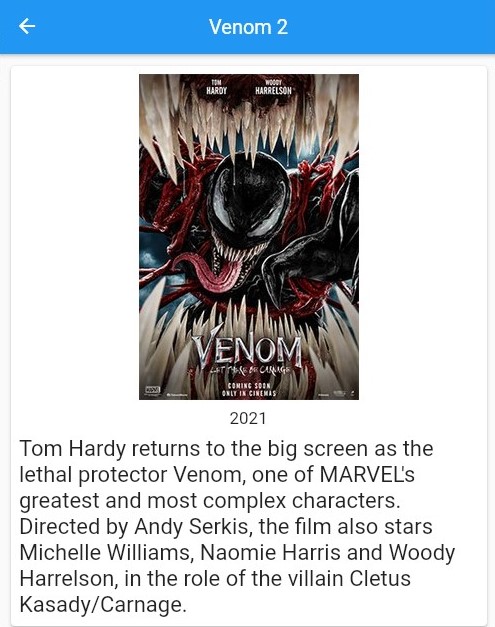 Venom 2
TOM WOODY
HARDY HARRELSON
VENOM
LET THERE BE CARNAGE
COMING SOON
ONLY IN CINEMAS
MARVEL
2021
Tom Hardy returns to the big screen as the
lethal protector Venom, one of MARVEL's
greatest and most complex characters.
Directed by Andy Serkis, the film also stars
Michelle Williams, Naomie Harris and Woody
Harrelson, in the role of the villain Cletus
Kasady/Carnage.